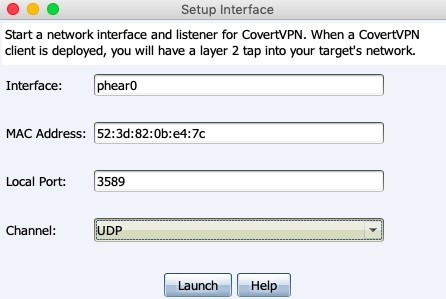 Setup Interface
Start a network interface and listener for CovertVPN. When a CovertVPN
client is deployed, you will have a layer 2 tap into your target's network.
Interface: phear0
MAC Address: 52:3d:82:0b:e4:7c
Local Port: 3589
Channel: UDP
Launch Help